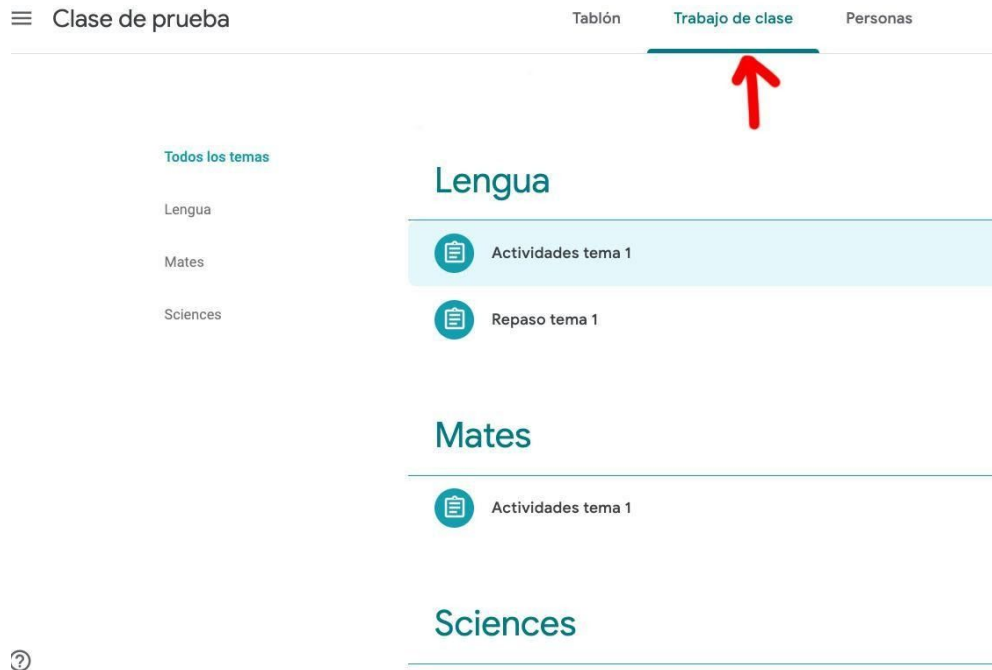 Clase de prueba
Tablón
Trabajo de clase
Personas
Todos los temas
Lengua
Mates
Sciences
Lengua
Actividades tema 1
Repaso tema 1
Mates
Actividades tema 1
Sciences